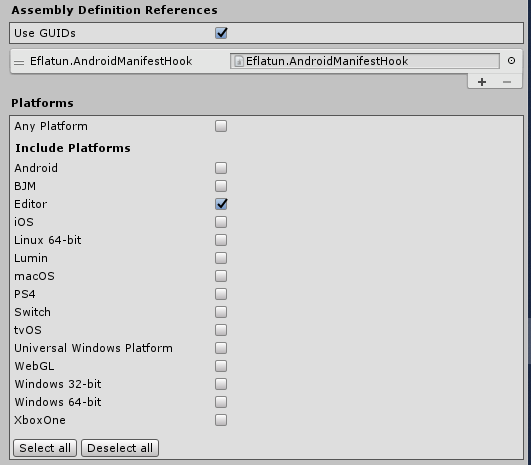 Assembly Definition References
Use GUIDs
Eflatun.AndroidManifestHook Eflatun.AndroidManifestHook
+ −
Platforms
Any Platform
Include Platforms
Android
BJM
Editor
iOS
Linux 64-bit
Lumin
macOS
PS4
Switch
tvOS
Universal Windows Platform
WebGL
Windows 32-bit
Windows 64-bit
XboxOne
Select all Deselect all